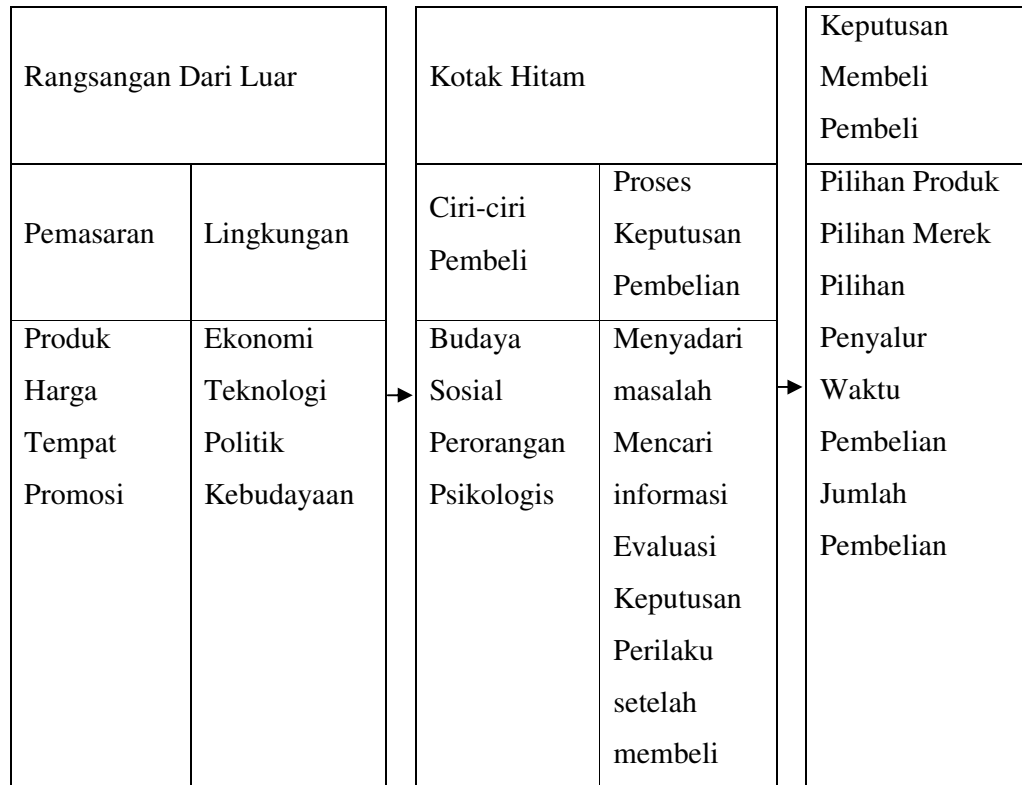 Rangsangan Dari Luar
Pemasaran
Lingkungan
Produk
Harga
Tempat
Promosi
Ekonomi
Teknologi
Politik
Kebudayaan
Kotak Hitam
Ciri-ciri
Pembeli
Proses
Keputusan
Pembelian
Budaya
Sosial
Perorangan
Psikologis
Menyadari
masalah
Mencari
informasi
Evaluasi
Keputusan
Perilaku
setelah
membeli
Keputusan
Membeli
Pembeli
Pilihan Produk
Pilihan Merek
Pilihan
Penyalur
Waktu
Pembelian
Jumlah
Pembelian